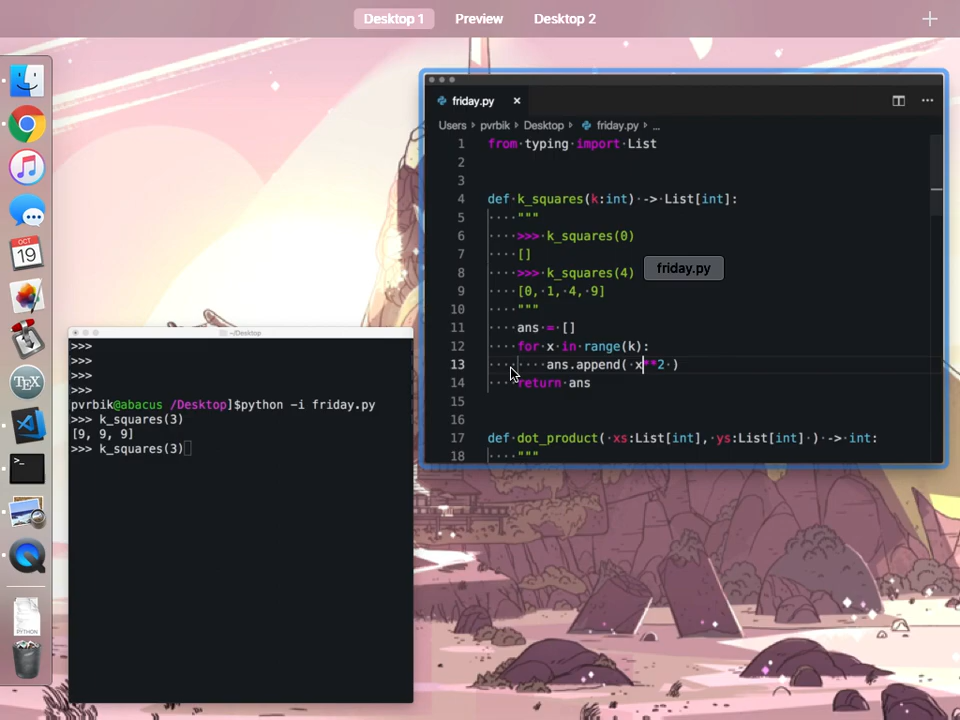 Desktop 1 Preview Desktop 2
OCT
19
TEX
>_
PYTHON
~/Desktop
>>>
>>>
>>>
>>>
pvrbik@abacus /Desktop]$python -i friday.py
>>> k_squares(3)
[9, 9, 9]
>>> k_squares(3)
friday.py
Users pvrbik Desktop friday.py ...
1 from typing import List
2
3
4 def k_squares(k:int) -> List[int]:
5 """
6 >>> k_squares(0)
7 []
8 >>> k_squares(4)
9 [0, 1, 4, 9]
10 """
11 ans = []
12 for x in range(k):
13 ans.append( x**2 )
14 return ans
15
16
17 def dot_product( xs:List[int], ys:List[int] ) -> int:
18 """
friday.py